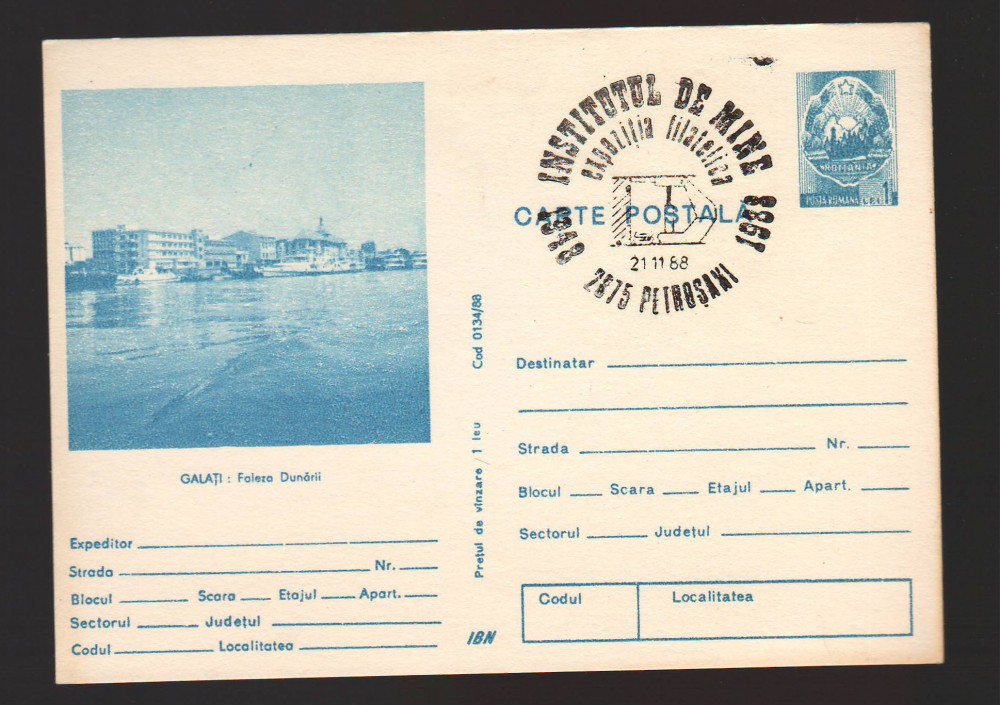 GALAȚI : Faleza Dunării
Expeditor
Strada Nr.
Blocul Scara Etajul Apart.
Sectorul Județul
Codul Localitatea
Prețul de vînzare / 1 leu Cod 0134/88
IBN
INSTITUTUL DE MINE
expoziția filatelica
1948 1988
21 11 88
2675 PETROȘANI
CARTE POȘTALĂ
ROMANIA
POSTA ROMANA LEI 1
Destinatar
Strada Nr.
Blocul Scara Etajul Apart.
Sectorul Județul
Codul Localitatea